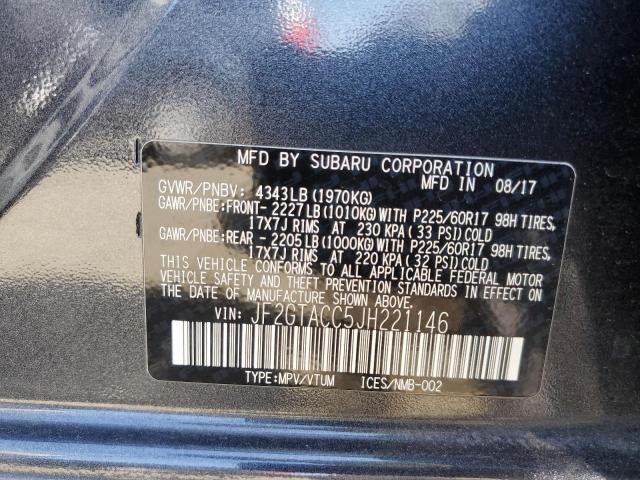 MFD BY SUBARU CORPORATION
GVWR/PNBV: 4343LB(1970KG) MFD IN 08/17
GAWR/PNBE:FRONT- 2227LB(1010KG)WITH P225/60R17 98H TIRES,
17X7J RIMS AT 230 KPA( 33 PSI)COLD
GAWR/PNBE:REAR - 2205LB(1000KG)WITH P225/60R17 98H TIRES,
17X7J RIMS AT 220 KPA( 32 PSI)COLD
THIS VEHICLE CONFORMS TO ALL APPLICABLE FEDERAL MOTOR
VEHICLE SAFETY AND THEFT PREVENTION STANDARDS IN EFFECT ON
THE DATE OF MANUFACTURE SHOWN ABOVE.
VIN: JF2GTACC5JH221146
TYPE:MPV/VTUM ICES/NMB-002